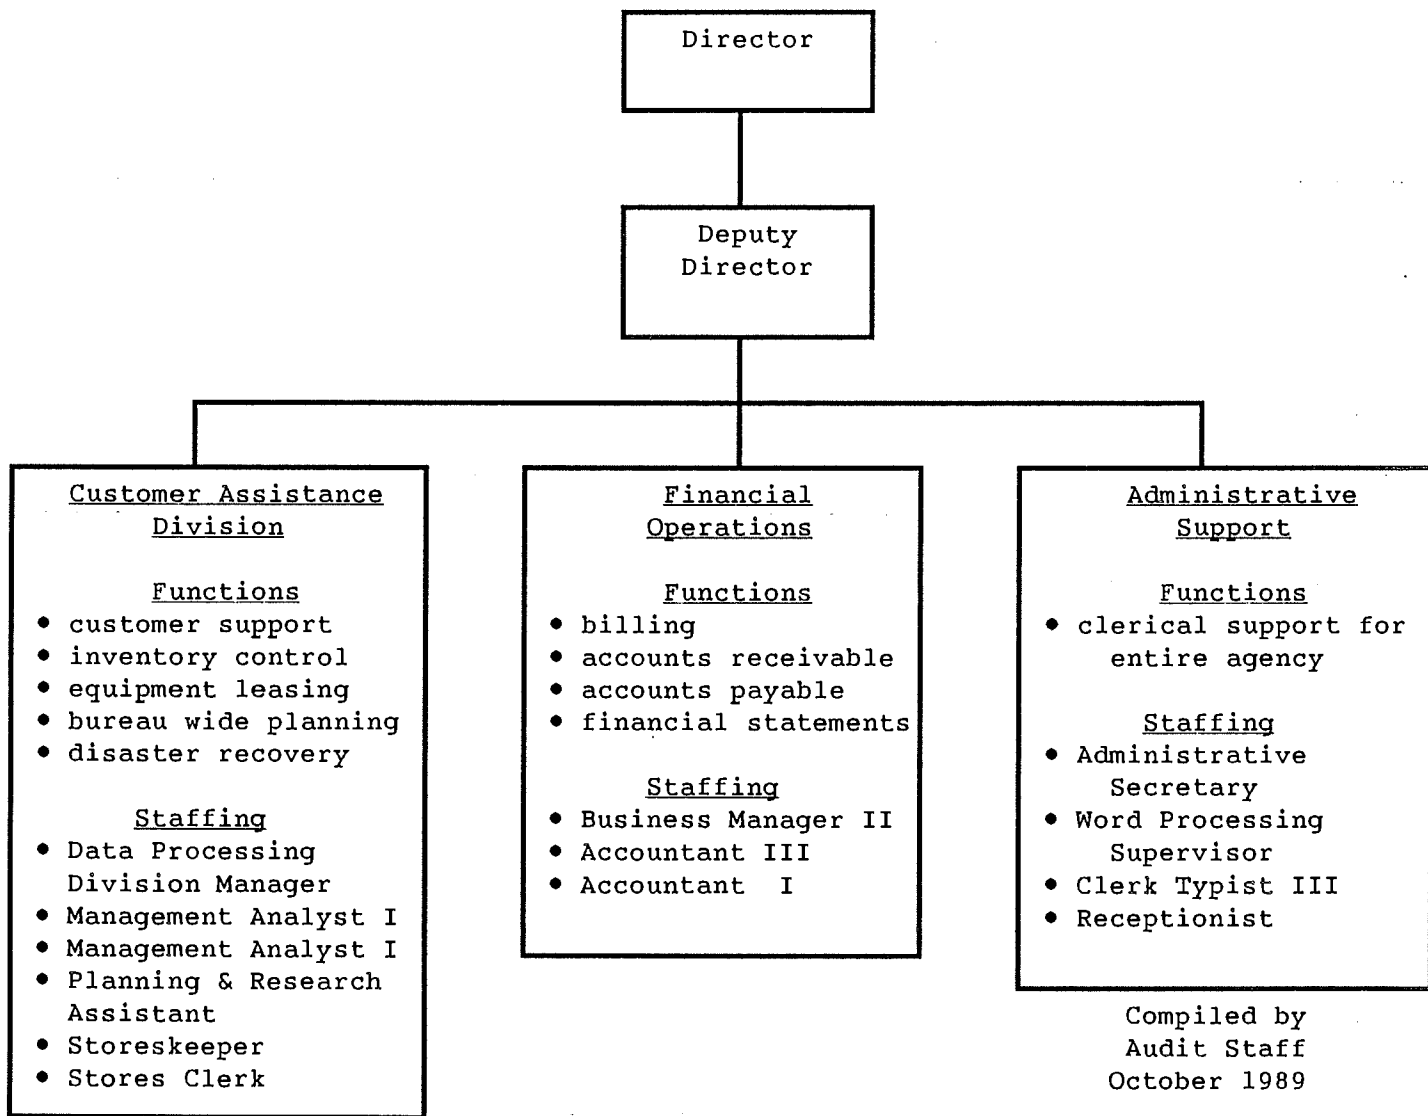 Director
Deputy
Director
Customer Assistance
Division
Functions
• customer support
• inventory control
• equipment leasing
• bureau wide planning
• disaster recovery
Staffing
• Data Processing
Division Manager
• Management Analyst I
• Management Analyst I
• Planning & Research
Assistant
• Storeskeeper
• Stores Clerk
Financial
Operations
Functions
• billing
• accounts receivable
• accounts payable
• financial statements
Staffing
• Business Manager II
• Accountant III
• Accountant I
Administrative
Support
Functions
• clerical support for
entire agency
Staffing
• Administrative
Secretary
• Word Processing
Supervisor
• Clerk Typist III
• Receptionist
Compiled by
Audit Staff
October 1989